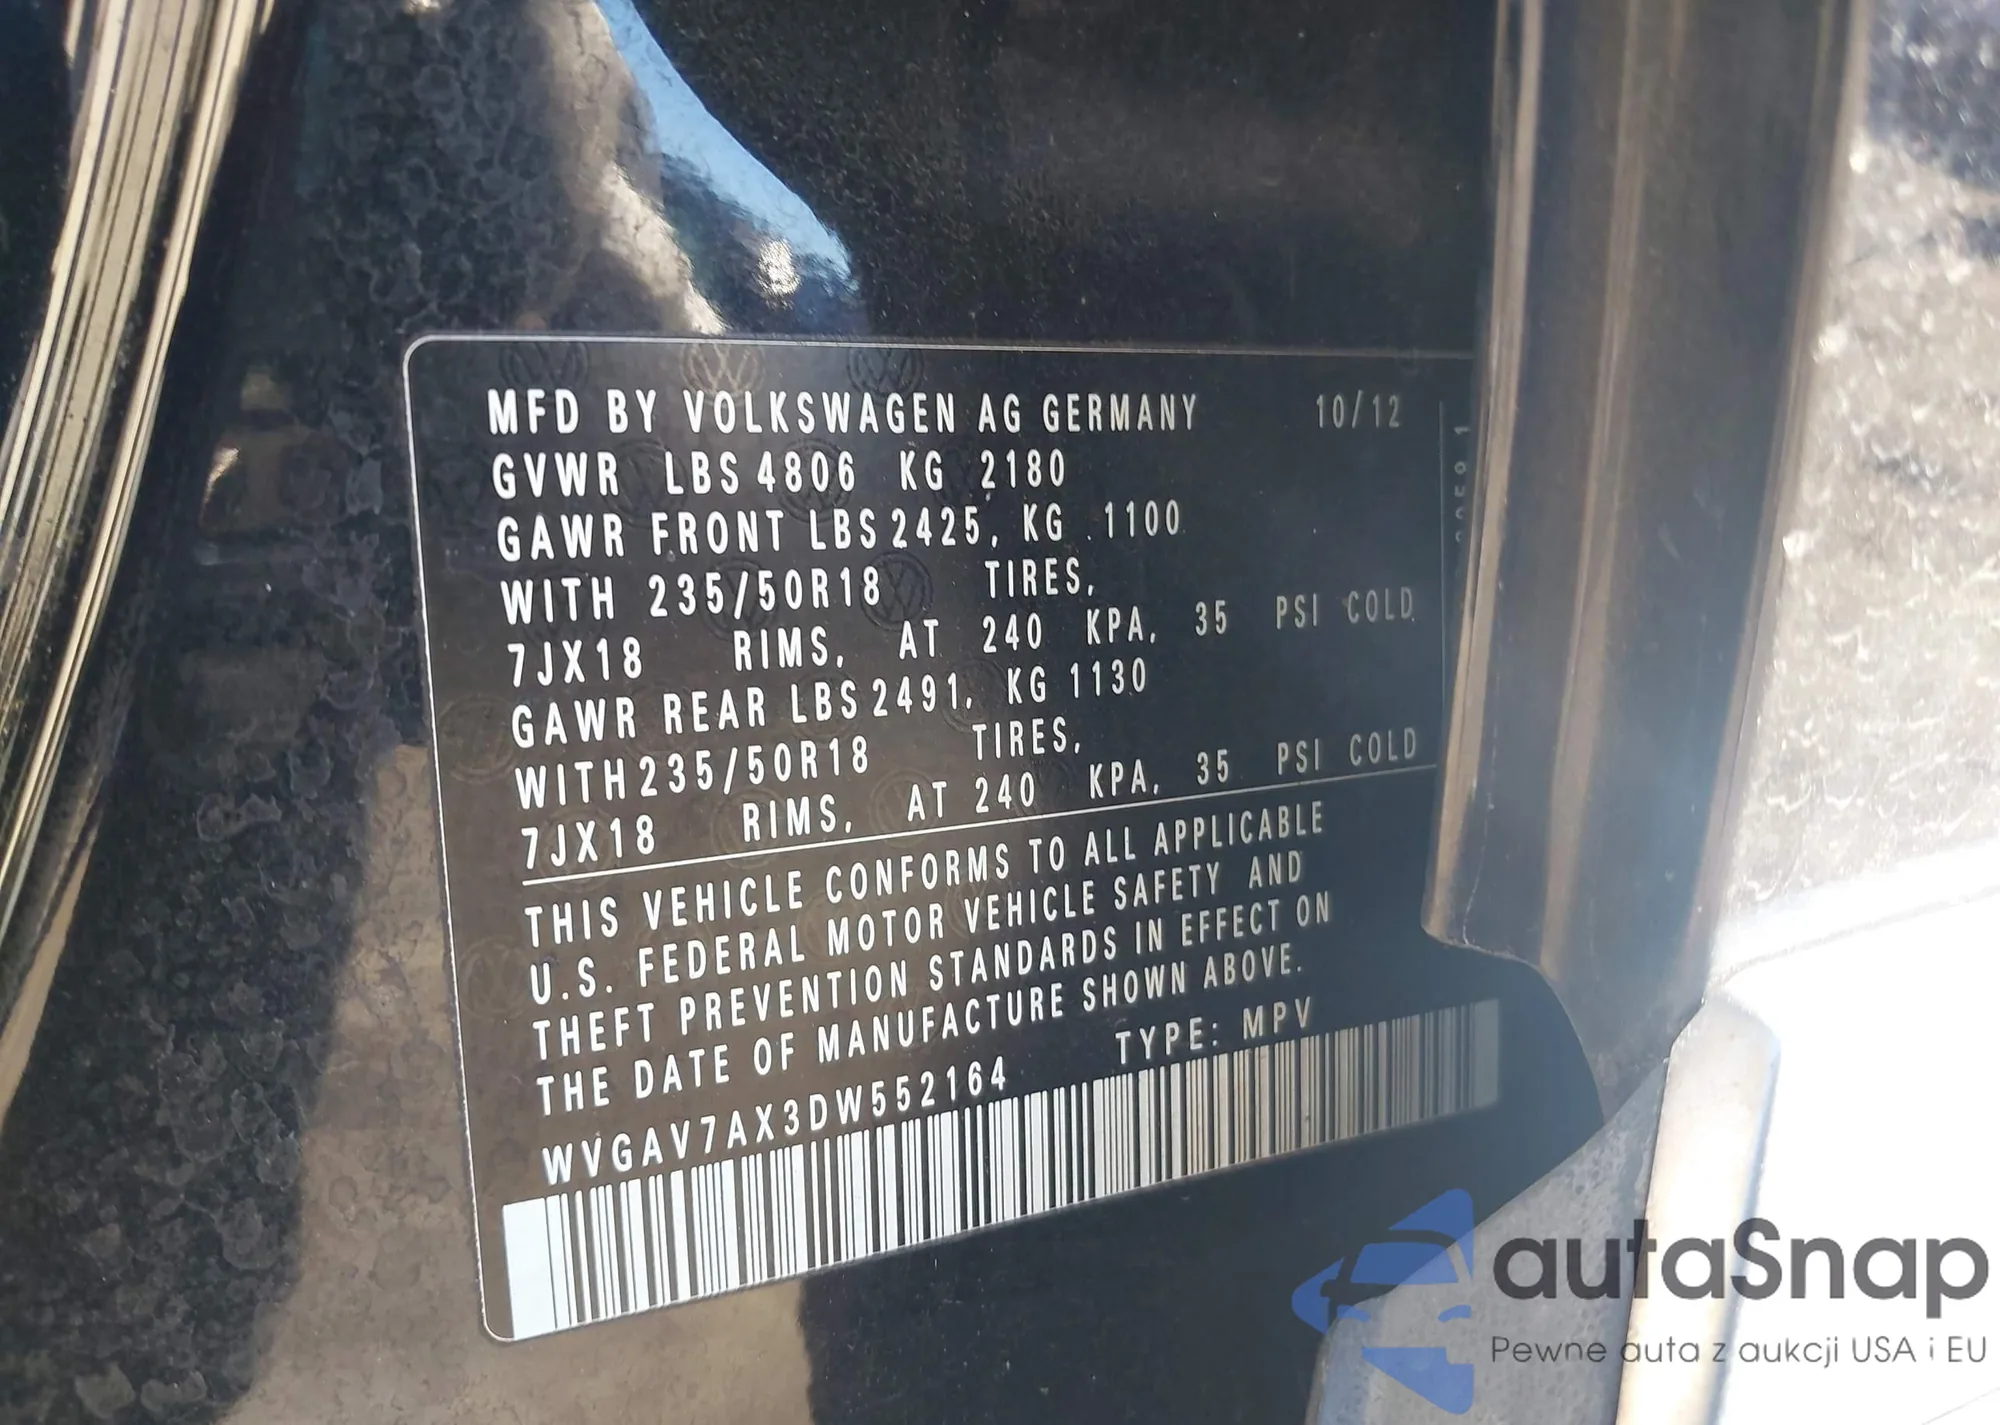 MFD BY VOLKSWAGEN AG GERMANY 10/12
GVWR LBS 4806 KG 2180
GAWR FRONT LBS 2425, KG 1100
WITH 235/50R18 TIRES,
7JX18 RIMS, AT 240 KPA, 35 PSI COLD
GAWR REAR LBS 2491, KG 1130
WITH 235/50R18 TIRES,
7JX18 RIMS, AT 240 KPA, 35 PSI COLD
THIS VEHICLE CONFORMS TO ALL APPLICABLE
U.S. FEDERAL MOTOR VEHICLE SAFETY AND
THEFT PREVENTION STANDARDS IN EFFECT ON
THE DATE OF MANUFACTURE SHOWN ABOVE.
WVGAV7AX3DW552164 TYPE: MPV
autaSnap
Pewne auta z aukcji USA i EU